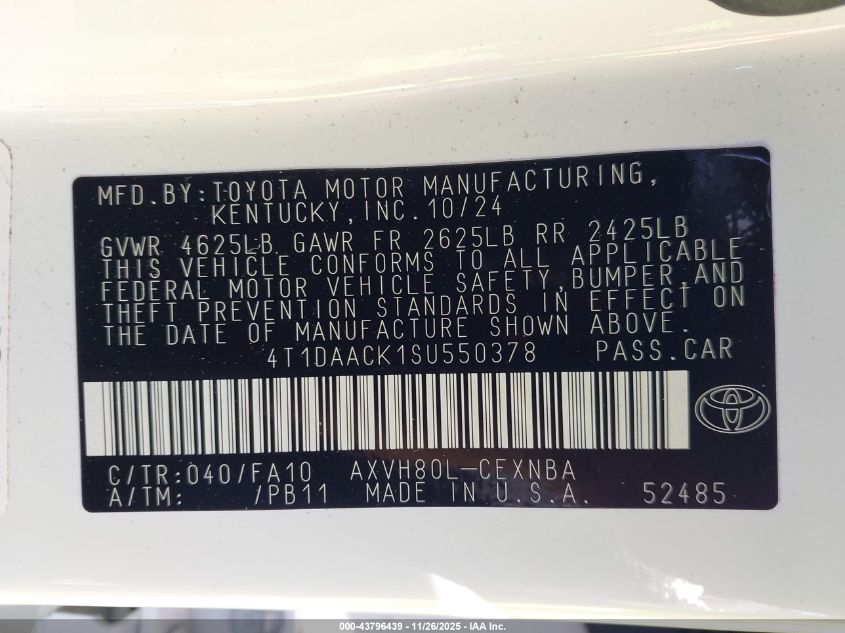 MFD.BY:TOYOTA MOTOR MANUFACTURING,
KENTUCKY,INC.10/24
GVWR 4625LB GAWR FR 2625LB RR 2425LB
THIS VEHICLE CONFORMS TO ALL APPLICABLE
FEDERAL MOTOR VEHICLE SAFETY,BUMPER,AND
THEFT PREVENTION STANDARDS IN EFFECT ON
THE DATE OF MANUFACTURE SHOWN ABOVE.
4T1DAACK1SU550378 PASS.CAR
C/TR:040/FA10 AXVH80L-CEXNBA
A/TM: /PB11 MADE IN U.S.A. 52485
000-43796439 - 11/26/2025 - IAA Inc.